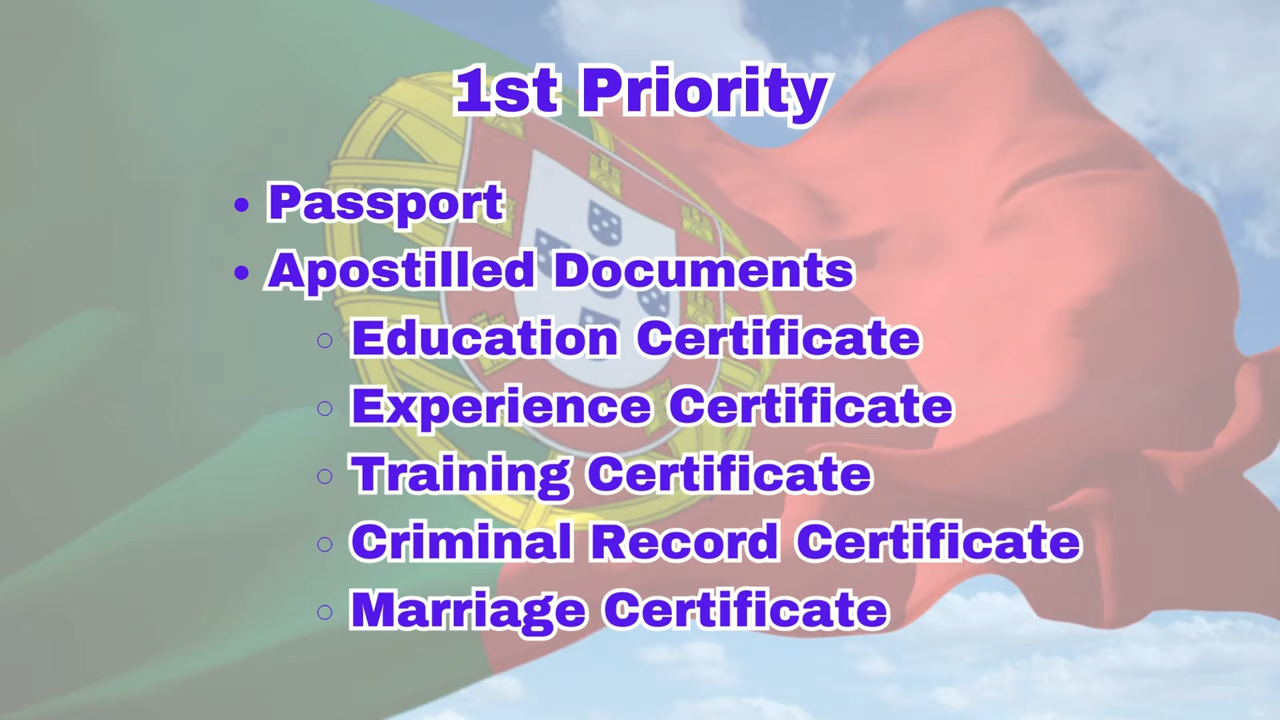 1st Priority
• Passport
• Apostilled Documents
○ Education Certificate
○ Experience Certificate
○ Training Certificate
○ Criminal Record Certificate
○ Marriage Certificate